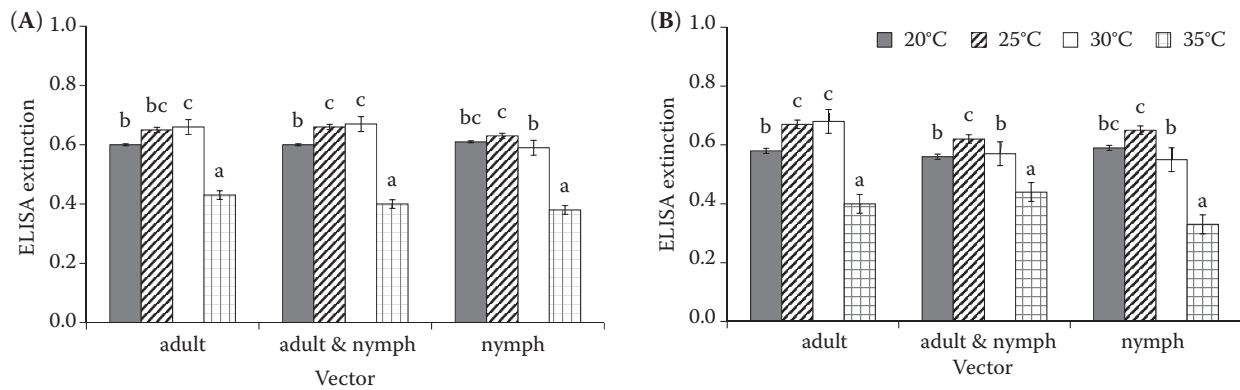 (A)
1.0
0.8
0.6
0.4
0.2
0.0
ELISA extinction
b bc c a
b c c a
bc c b a
adult adult & nymph nymph
Vector
(B)
20°C 25°C 30°C 35°C
1.0
0.8
0.6
0.4
0.2
0.0
ELISA extinction
b c c a
b c b a
bc c b a
adult adult & nymph nymph
Vector